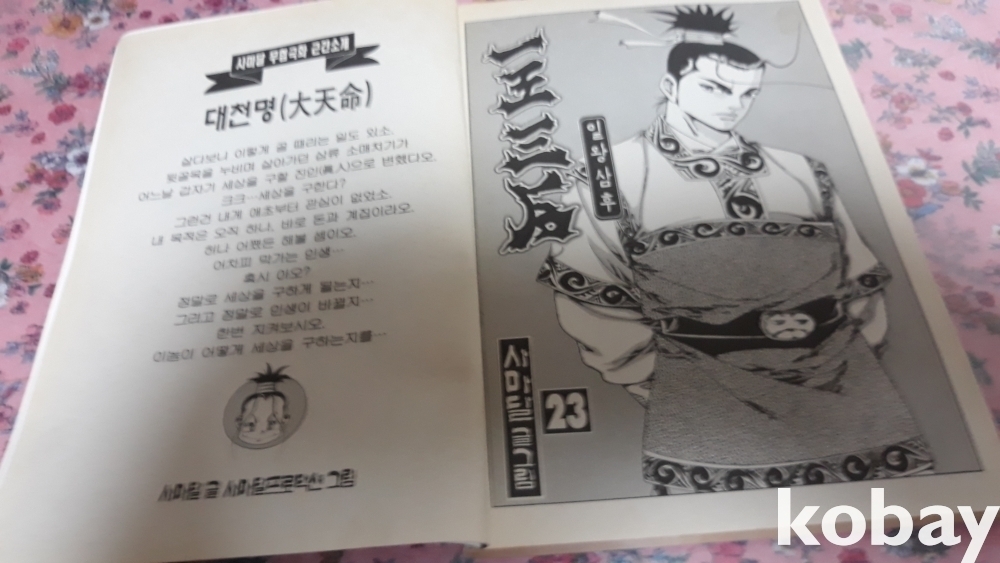 사마달 무협극화 근간소개
대천명(大天命)
살다보니 이렇게 골 때리는 일도 있소.
뒷골목을 누비며 살아가던 삼류 소매치기가
어느날 갑자기 세상을 구할 진인(眞人)으로 변했다오.
크크…세상을 구한다?
그런건 내게 애초부터 관심이 없었소.
내 목적은 오직 하나, 바로 돈과 계집이라오.
하나 어쨌든 해볼 셈이오.
어차피 막가는 인생…
혹시 아오?
정말로 세상을 구하게 될는지…
그리고 정말로 인생이 바뀔지…
한번 지켜보시오.
이놈이 어떻게 세상을 구하는지를…
사마달 글 사마달프로덕션 그림
一王三后
일왕삼후
사마달 글 그림
23
kobay